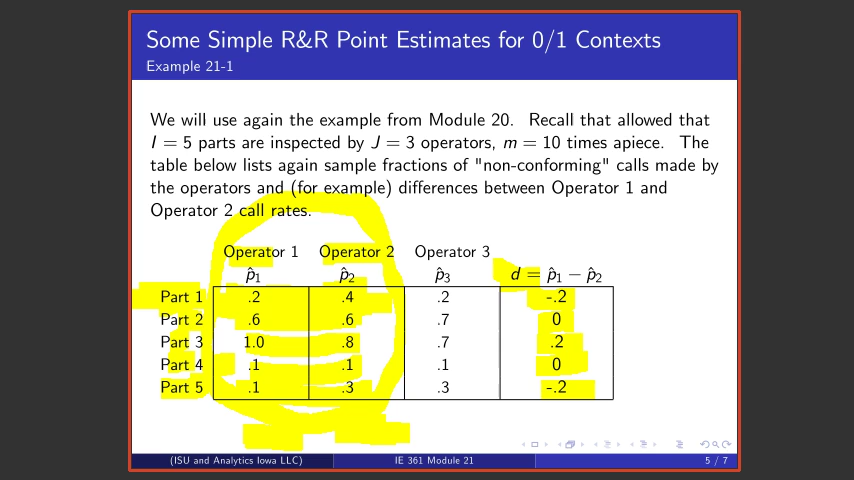 Some Simple R&R Point Estimates for 0/1 Contexts
Example 21-1
We will use again the example from Module 20. Recall that allowed that
I = 5 parts are inspected by J = 3 operators, m = 10 times apiece. The
table below lists again sample fractions of "non-conforming" calls made by
the operators and (for example) differences between Operator 1 and
Operator 2 call rates.
Operator 1 Operator 2 Operator 3
p̂₁ p̂₂ p̂₃ d = p̂₁ − p̂₂
Part 1 .2 .4 .2 -.2
Part 2 .6 .6 .7 0
Part 3 1.0 .8 .7 .2
Part 4 .1 .1 .1 0
Part 5 .1 .3 .3 -.2
(ISU and Analytics Iowa LLC) IE 361 Module 21 5 / 7